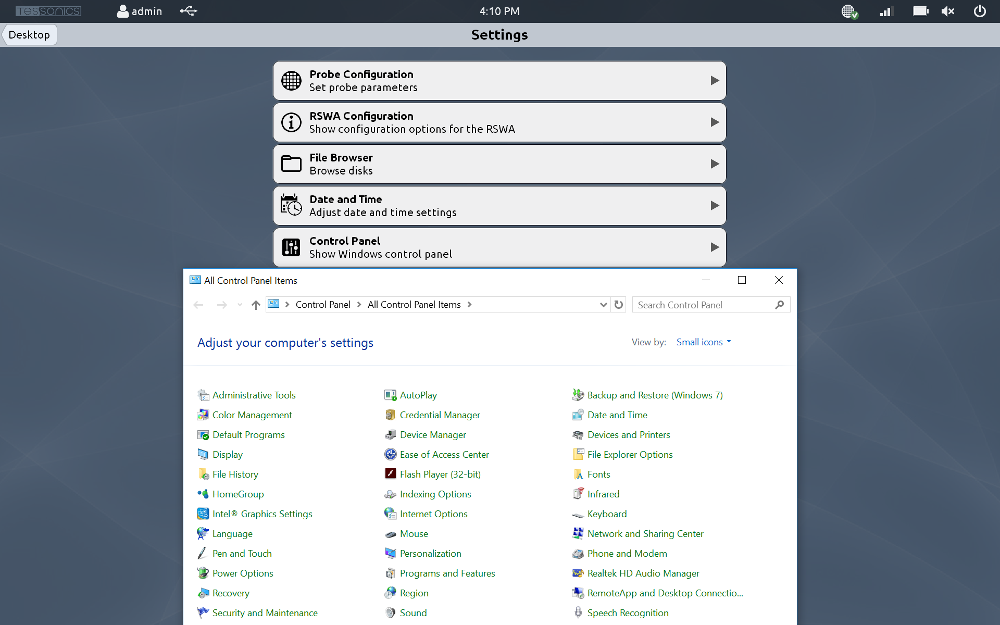 TESSONICS admin 4:10 PM
Desktop Settings
Probe Configuration
Set probe parameters
RSWA Configuration
Show configuration options for the RSWA
File Browser
Browse disks
Date and Time
Adjust date and time settings
Control Panel
Show Windows control panel
All Control Panel Items
Control Panel All Control Panel Items Search Control Panel
Adjust your computer's settings View by: Small icons
Administrative Tools AutoPlay Backup and Restore (Windows 7)
Color Management Credential Manager Date and Time
Default Programs Device Manager Devices and Printers
Display Ease of Access Center File Explorer Options
File History Flash Player (32-bit) Fonts
HomeGroup Indexing Options Infrared
Intel® Graphics Settings Internet Options Keyboard
Language Mouse Network and Sharing Center
Pen and Touch Personalization Phone and Modem
Power Options Programs and Features Realtek HD Audio Manager
Recovery Region RemoteApp and Desktop Connectio...
Security and Maintenance Sound Speech Recognition